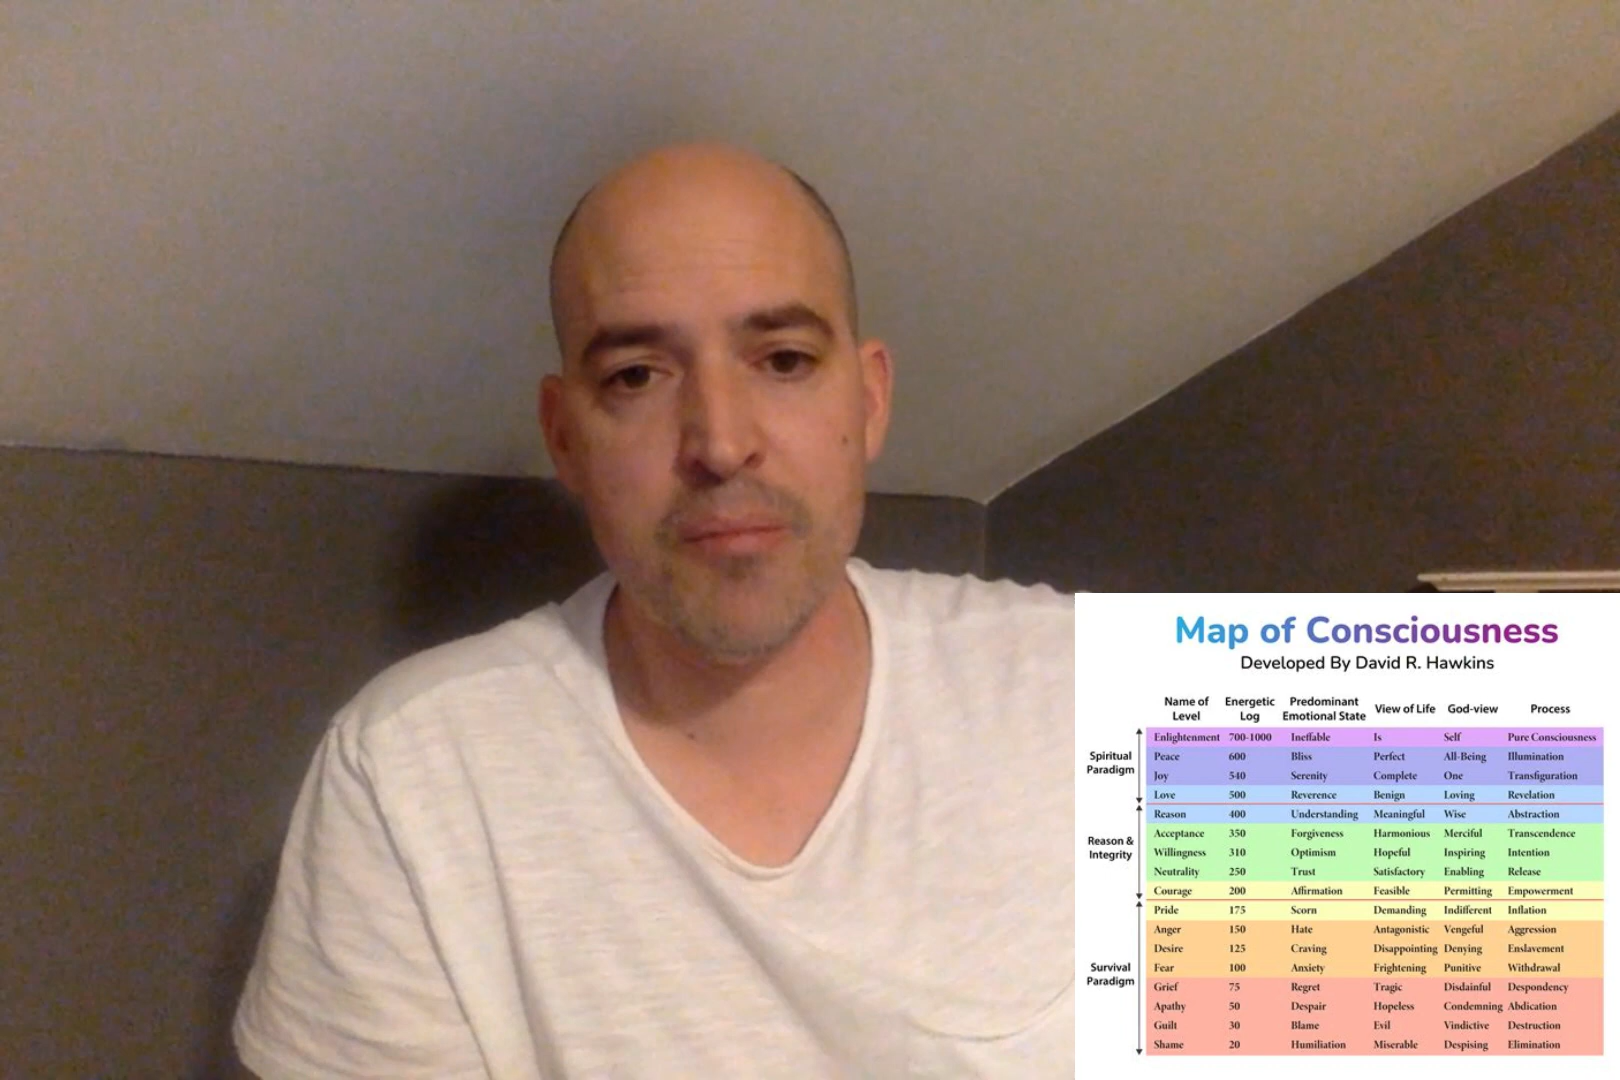 Map of Consciousness
Developed By David R. Hawkins
Name of Level Energetic Log Predominant Emotional State View of Life God-view Process
Spiritual Paradigm
Enlightenment 700-1000 Ineffable Is Self Pure Consciousness
Peace 600 Bliss Perfect All-Being Illumination
Joy 540 Serenity Complete One Transfiguration
Love 500 Reverence Benign Loving Revelation
Reason & Integrity
Reason 400 Understanding Meaningful Wise Abstraction
Acceptance 350 Forgiveness Harmonious Merciful Transcendence
Willingness 310 Optimism Hopeful Inspiring Intention
Neutrality 250 Trust Satisfactory Enabling Release
Courage 200 Affirmation Feasible Permitting Empowerment
Survival Paradigm
Pride 175 Scorn Demanding Indifferent Inflation
Anger 150 Hate Antagonistic Vengeful Aggression
Desire 125 Craving Disappointing Denying Enslavement
Fear 100 Anxiety Frightening Punitive Withdrawal
Grief 75 Regret Tragic Disdainful Despondency
Apathy 50 Despair Hopeless Condemning Abdication
Guilt 30 Blame Evil Vindictive Destruction
Shame 20 Humiliation Miserable Despising Elimination